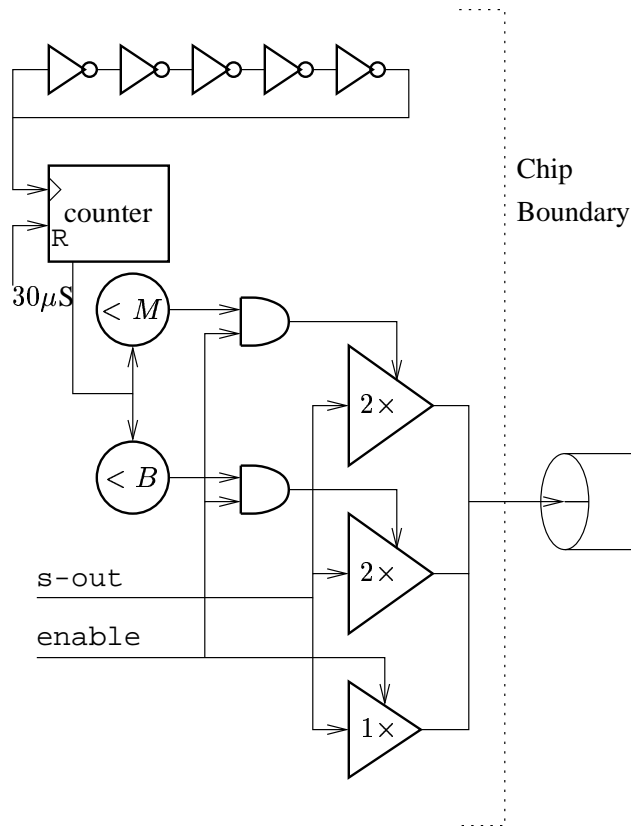 Chip
Boundary
counter
R
30μS
< M
2×
< B
2×
s-out
enable
1×